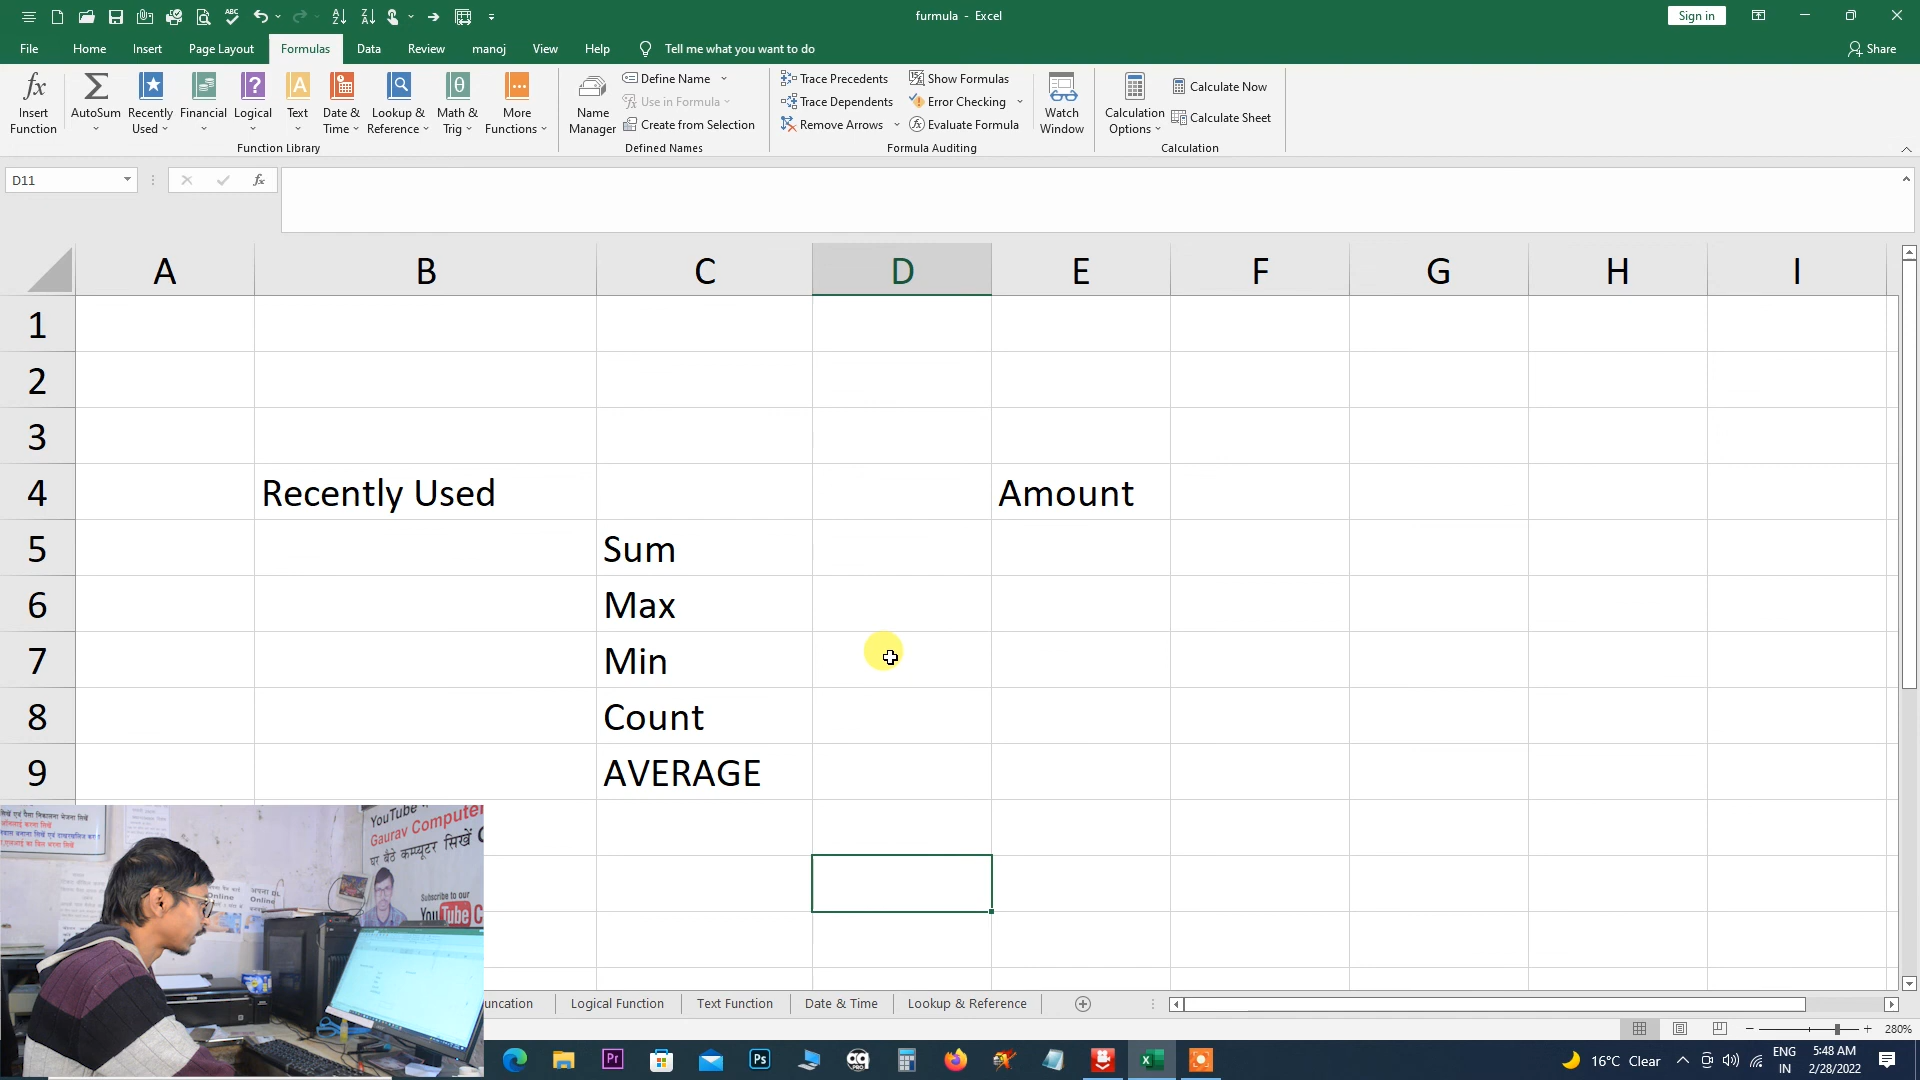 furmula - Excel
Sign in
File Home Insert Page Layout Formulas Data Review manoj View Help Tell me what you want to do
Share
Insert Function
AutoSum
Recently Used
Financial
Logical
Text
Date & Time
Lookup & Reference
Math & Trig
More Functions
Function Library
Name Manager
Define Name
Use in Formula
Create from Selection
Defined Names
Trace Precedents
Trace Dependents
Remove Arrows
Show Formulas
Error Checking
Evaluate Formula
Formula Auditing
Watch Window
Calculation Options
Calculate Now
Calculate Sheet
Calculation
D11
fx
A B C D E F G H I
1
2
3
4 Recently Used Amount
5 Sum
6 Max
7 Min
8 Count
9 AVERAGE
YouTube
Gaurav Computer
घर बैठे कम्प्यूटर सिखें
Online
Online
Subscribe to our
YouTube C
uncation Logical Function Text Function Date & Time Lookup & Reference
280%
Pr
Ps
16°C Clear
ENG
IN
5:48 AM
2/28/2022